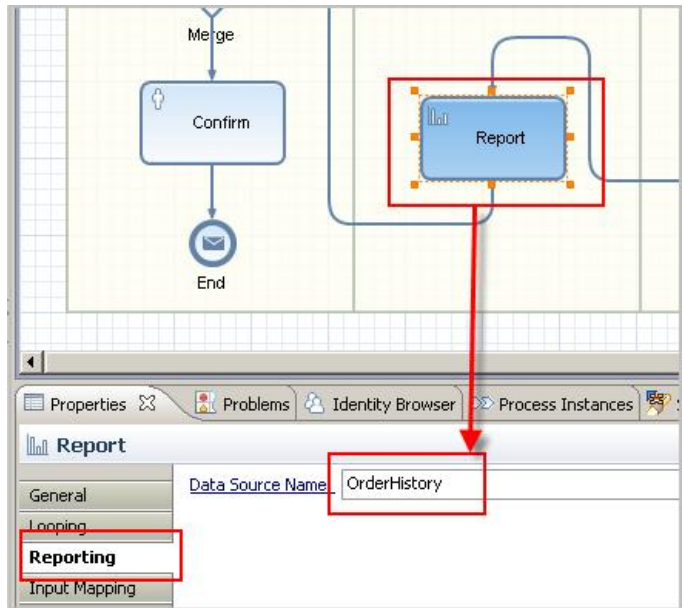 Merge
Confirm
Report
End
Properties
Problems
Identity Browser
Process Instances
Report
General
Data Source Name:
OrderHistory
Looping
Reporting
Input Mapping